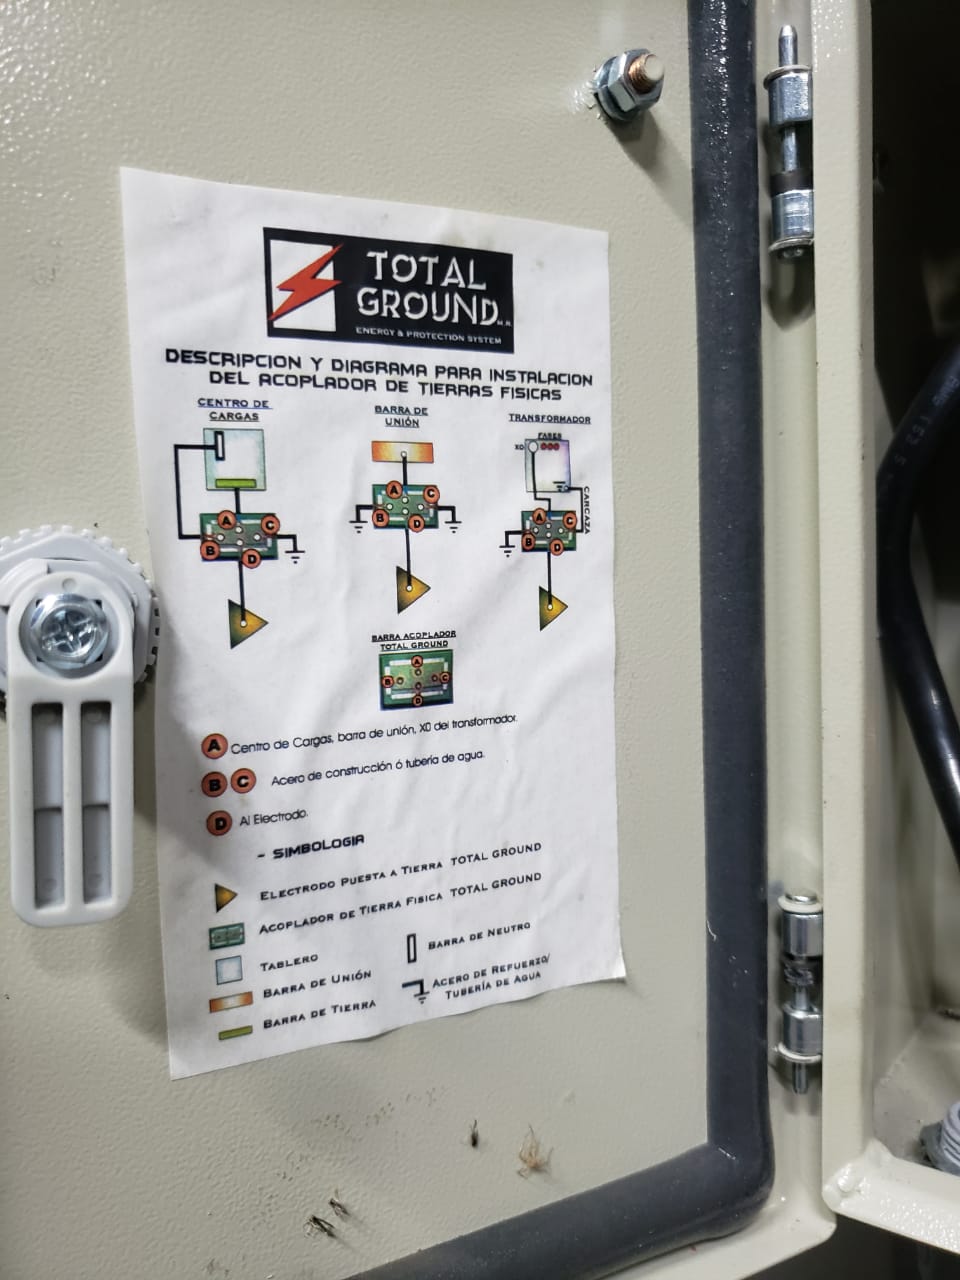 TOTAL
GROUND M.R.
ENERGY & PROTECTION SYSTEM
DESCRIPCION Y DIAGRAMA PARA INSTALACION
DEL ACOPLADOR DE TIERRAS FISICAS
CENTRO DE
CARGAS
A
C
B
D
BARRA DE
UNIÓN
A
C
B
D
TRANSFORMADOR
FASES
XO
CARCAZA
A
C
B
D
BARRA ACOPLADOR
TOTAL GROUND
A
B
C
D
A Centro de Cargas, barra de unión, X0 del transformador.
B C Acero de construcción ó tubería de agua.
D Al Electrodo.
- SIMBOLOGIA
ELECTRODO PUESTA A TIERRA TOTAL GROUND
ACOPLADOR DE TIERRA FISICA TOTAL GROUND
TABLERO
BARRA DE UNIÓN
BARRA DE TIERRA
BARRA DE NEUTRO
ACERO DE REFUERZO/
TUBERÍA DE AGUA